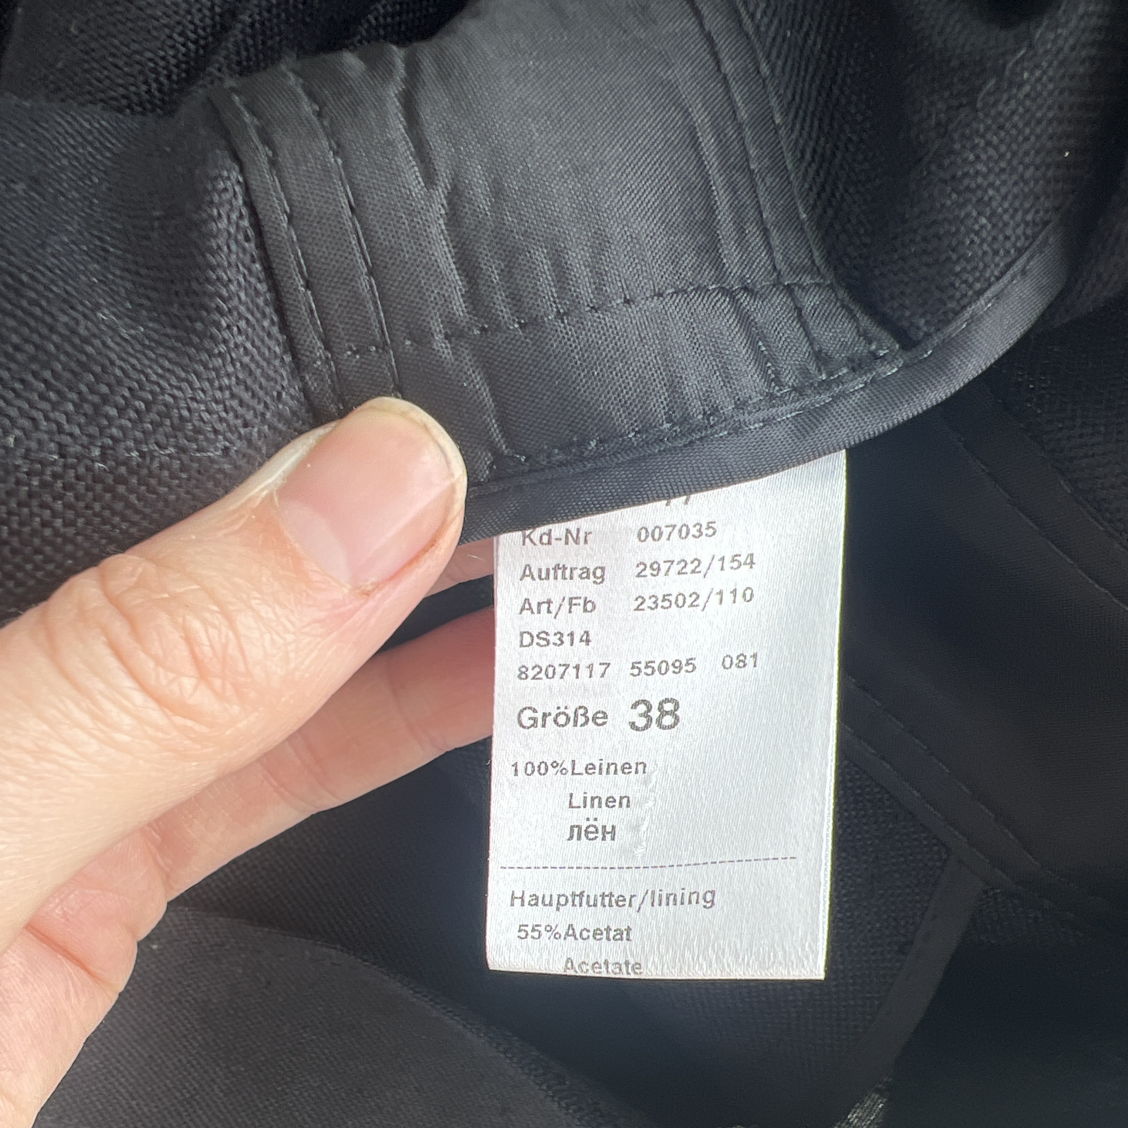 Kd-Nr 007035
Auftrag 29722/154
Art/Fb 23502/110
DS314
8207117 55095 081
Größe 38
100%Leinen
Linen
лён
Hauptfutter/lining
55%Acetat
Acetate